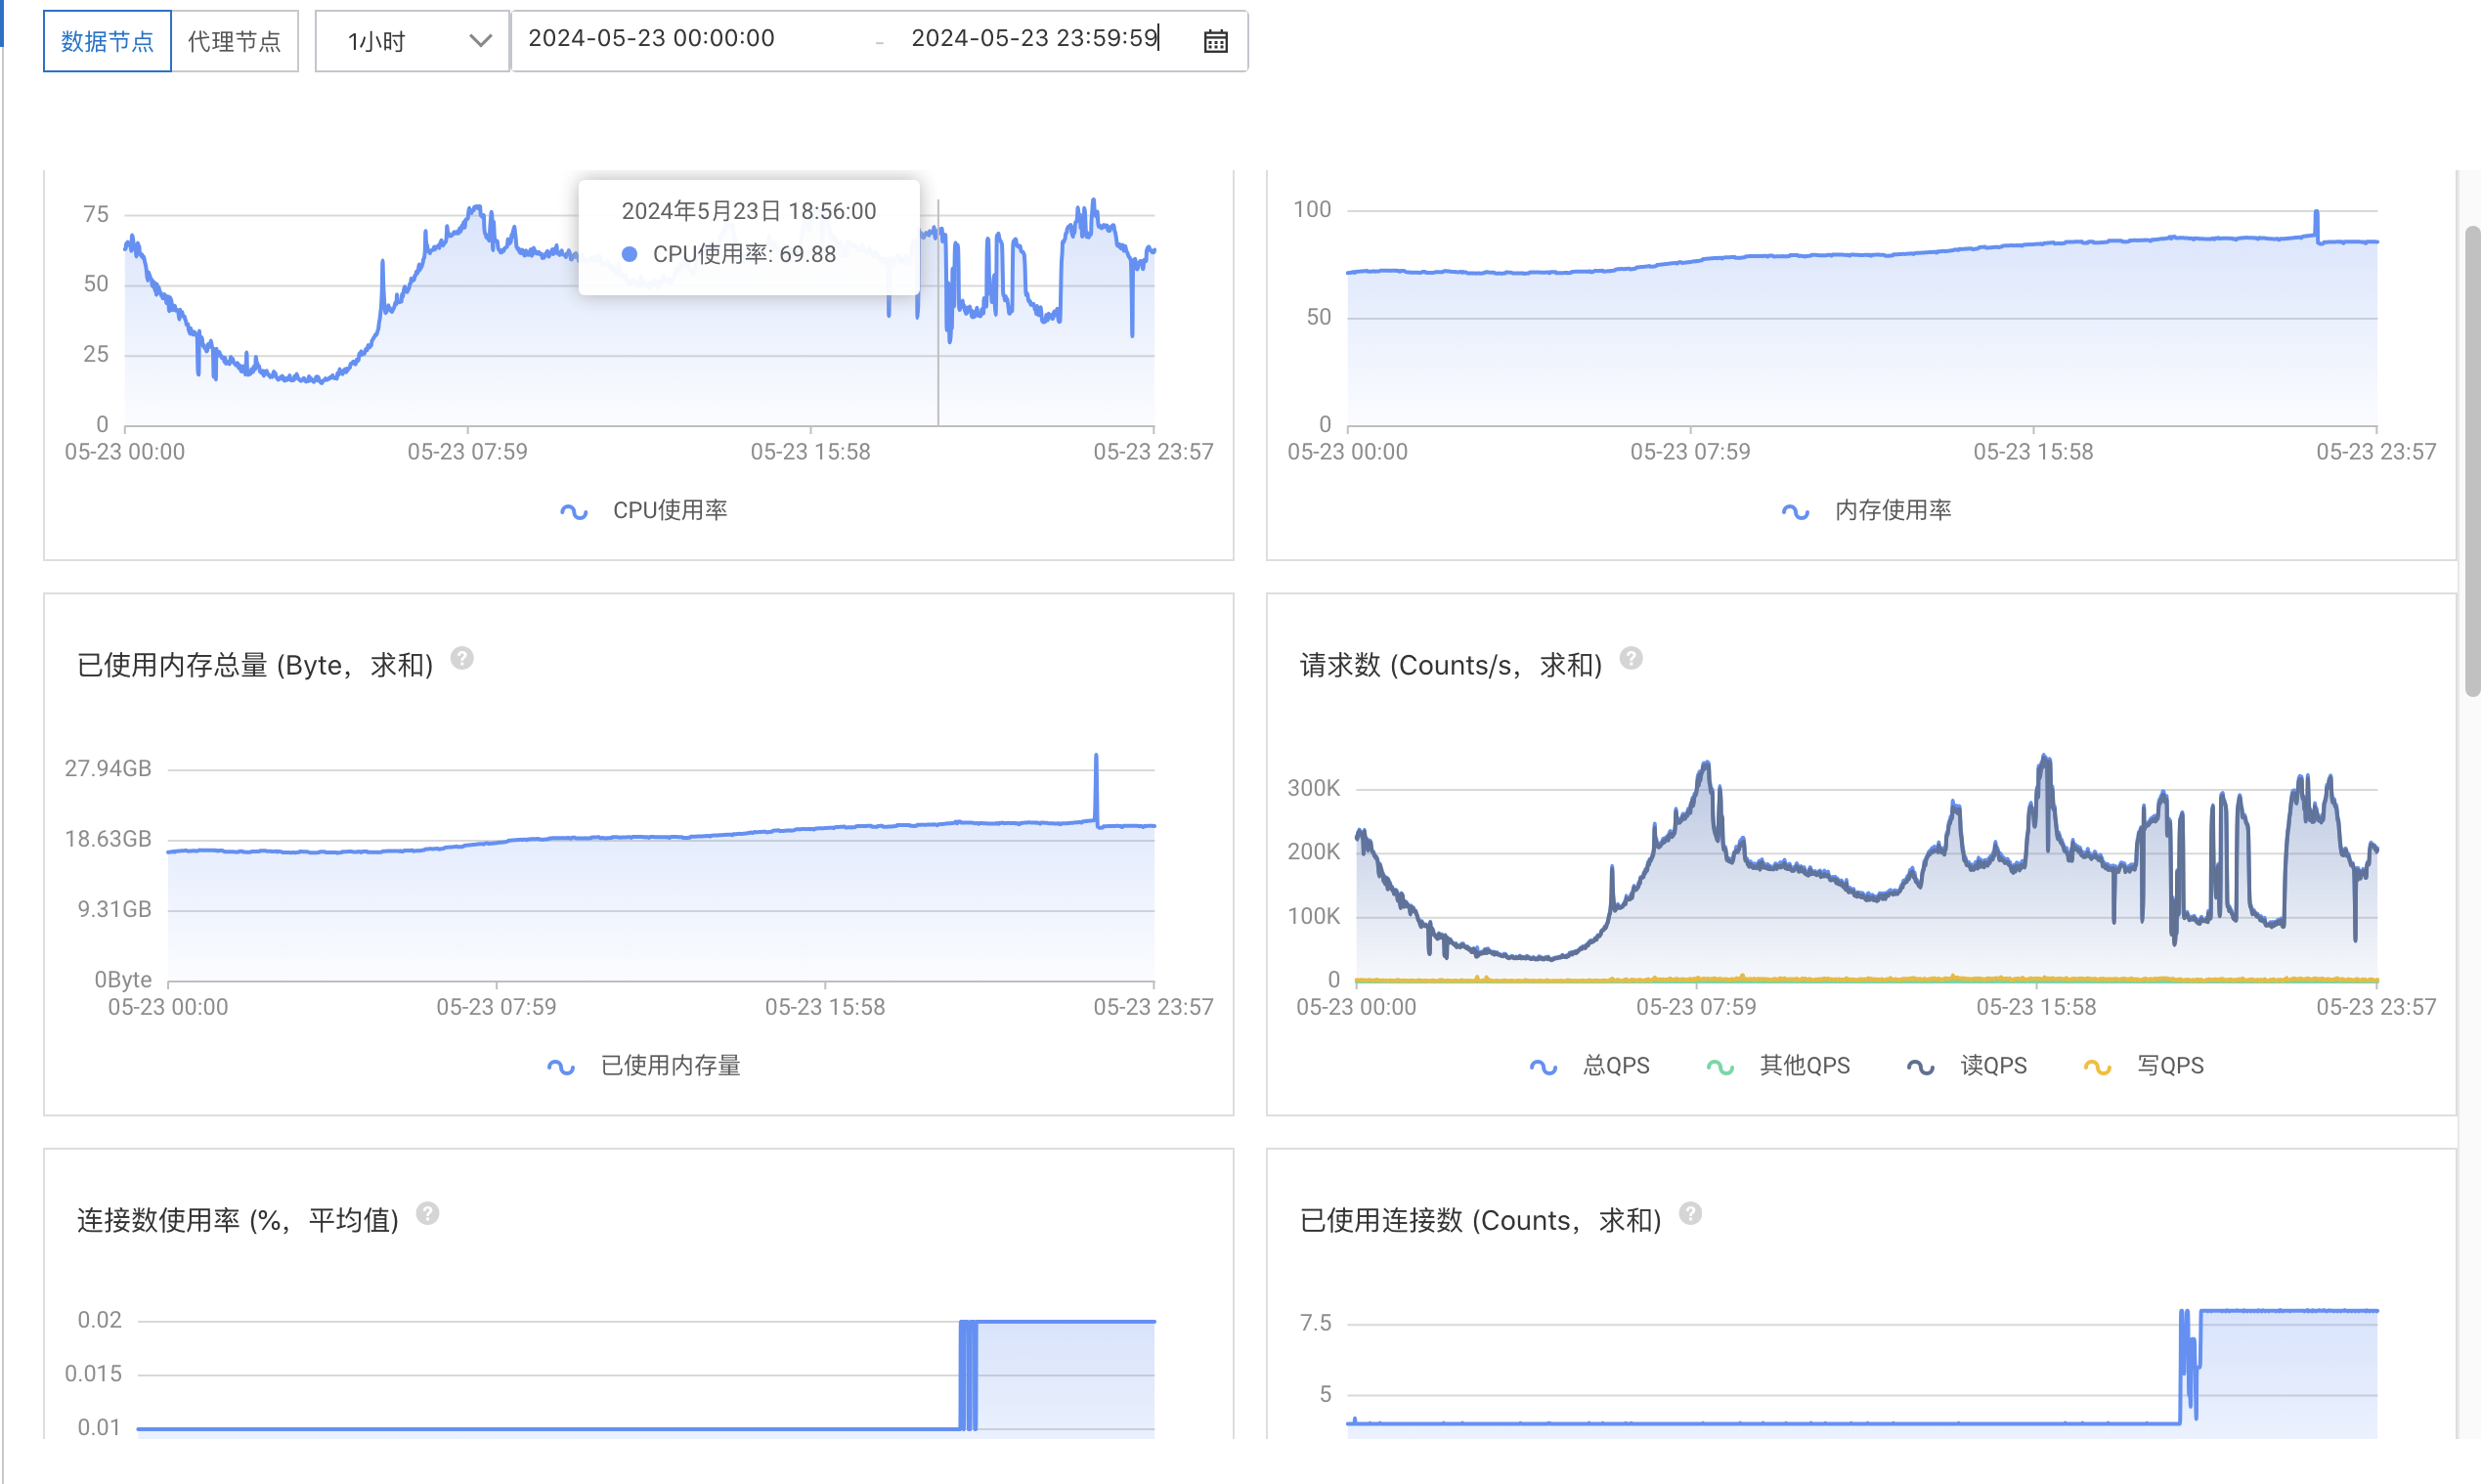 数据节点 代理节点 1小时 2024-05-23 00:00:00 - 2024-05-23 23:59:59
75
50
25
0
2024年5月23日 18:56:00
CPU使用率: 69.88
05-23 00:00 05-23 07:59 05-23 15:58 05-23 23:57
CPU使用率
100
50
0
05-23 00:00 05-23 07:59 05-23 15:58 05-23 23:57
内存使用率
已使用内存总量 (Byte，求和) ?
27.94GB
18.63GB
9.31GB
0Byte
05-23 00:00 05-23 07:59 05-23 15:58 05-23 23:57
已使用内存量
请求数 (Counts/s，求和) ?
300K
200K
100K
0
05-23 00:00 05-23 07:59 05-23 15:58 05-23 23:57
总QPS 其他QPS 读QPS 写QPS
连接数使用率 (%，平均值) ?
0.02
0.015
0.01
已使用连接数 (Counts，求和) ?
7.5
5